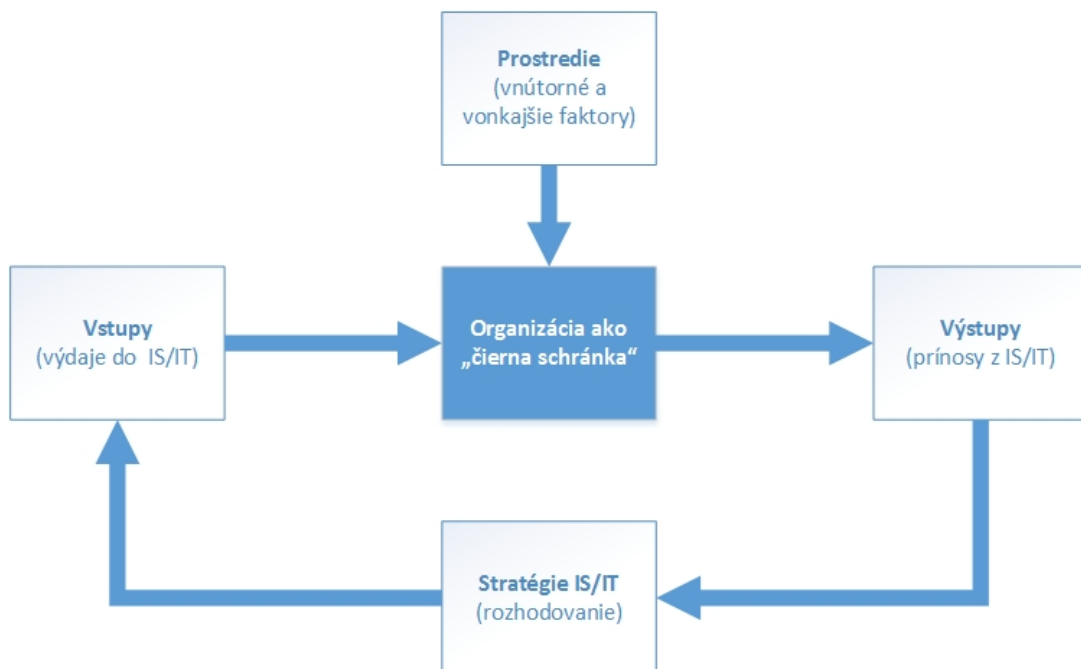 Prostredie
(vnútorné a
vonkajšie faktory)
Vstupy
(výdaje do IS/IT)
Organizácia ako
„čierna schránka“
Výstupy
(prínosy z IS/IT)
Stratégie IS/IT
(rozhodovanie)